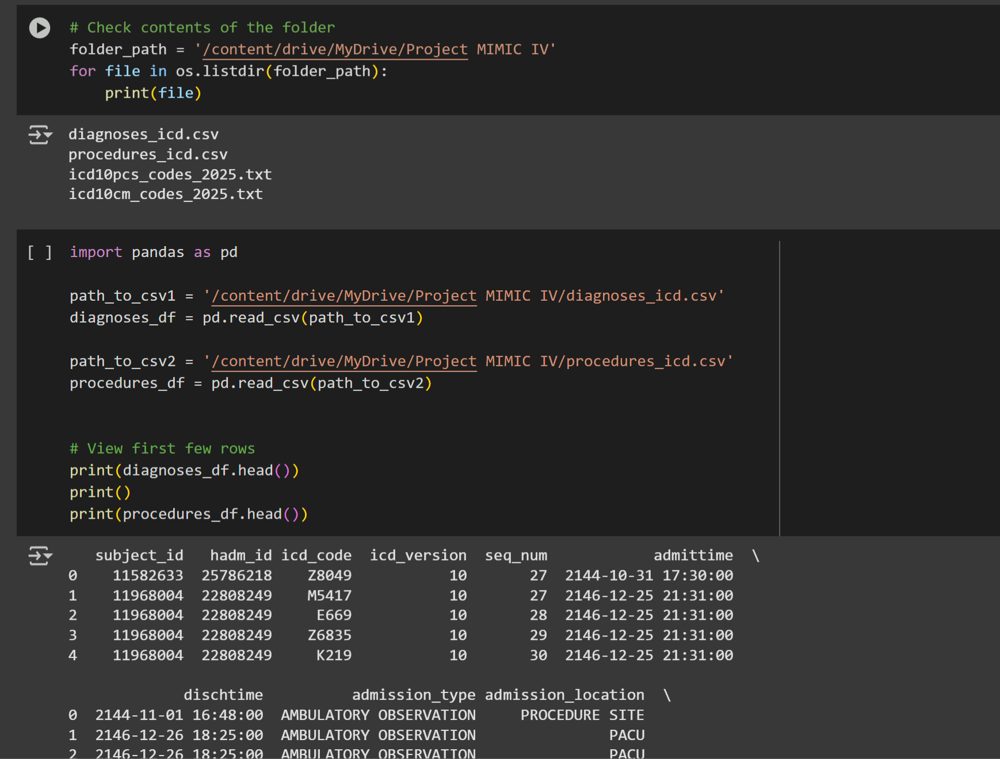 # Check contents of the folder
folder_path = '/content/drive/MyDrive/Project MIMIC IV'
for file in os.listdir(folder_path):
    print(file)
diagnoses_icd.csv
procedures_icd.csv
icd10pcs_codes_2025.txt
icd10cm_codes_2025.txt
[ ] import pandas as pd
path_to_csv1 = '/content/drive/MyDrive/Project MIMIC IV/diagnoses_icd.csv'
diagnoses_df = pd.read_csv(path_to_csv1)
path_to_csv2 = '/content/drive/MyDrive/Project MIMIC IV/procedures_icd.csv'
procedures_df = pd.read_csv(path_to_csv2)
# View first few rows
print(diagnoses_df.head())
print()
print(procedures_df.head())
   subject_id   hadm_id icd_code  icd_version  seq_num            admittime  \
0    11582633  25786218    Z8049           10       27  2144-10-31 17:30:00
1    11968004  22808249    M5417           10       27  2146-12-25 21:31:00
2    11968004  22808249     E669           10       28  2146-12-25 21:31:00
3    11968004  22808249    Z6835           10       29  2146-12-25 21:31:00
4    11968004  22808249     K219           10       30  2146-12-25 21:31:00
             dischtime          admission_type admission_location  \
0  2144-11-01 16:48:00  AMBULATORY OBSERVATION     PROCEDURE SITE
1  2146-12-26 18:25:00  AMBULATORY OBSERVATION               PACU
2  2146-12-26 18:25:00  AMBULATORY OBSERVATION               PACU